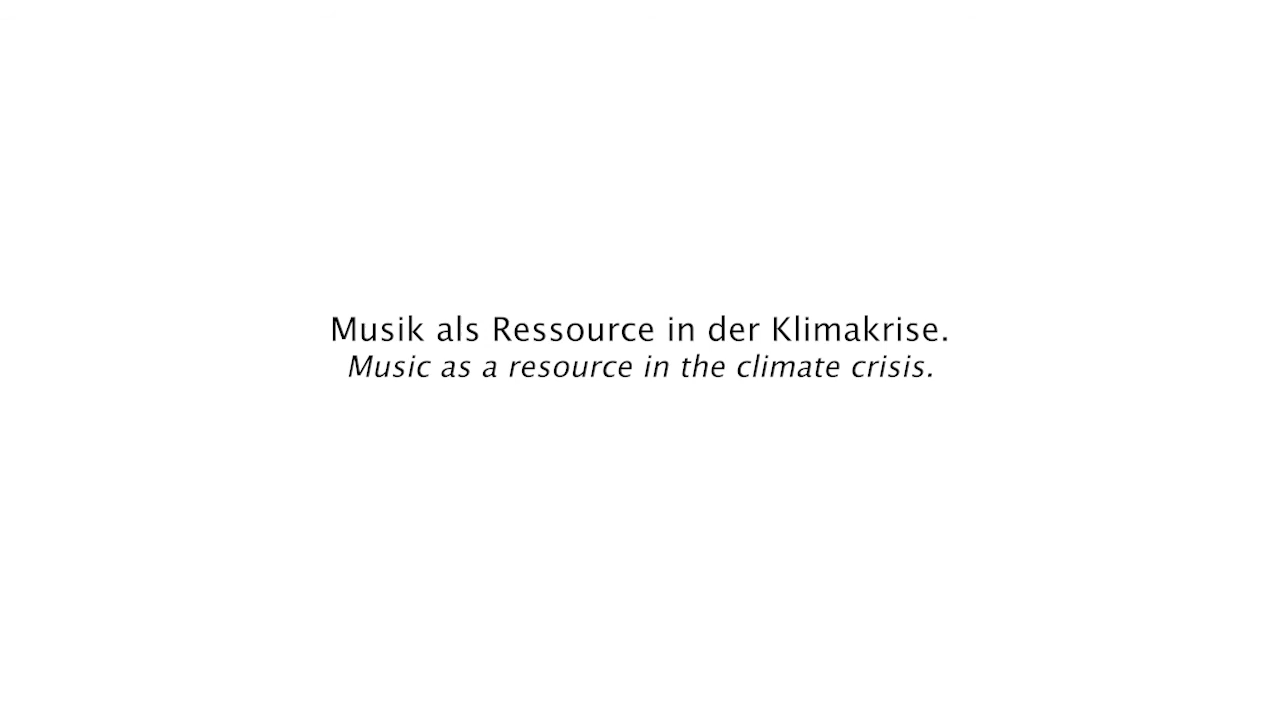 Musik als Ressource in der Klimakrise.
Music as a resource in the climate crisis.